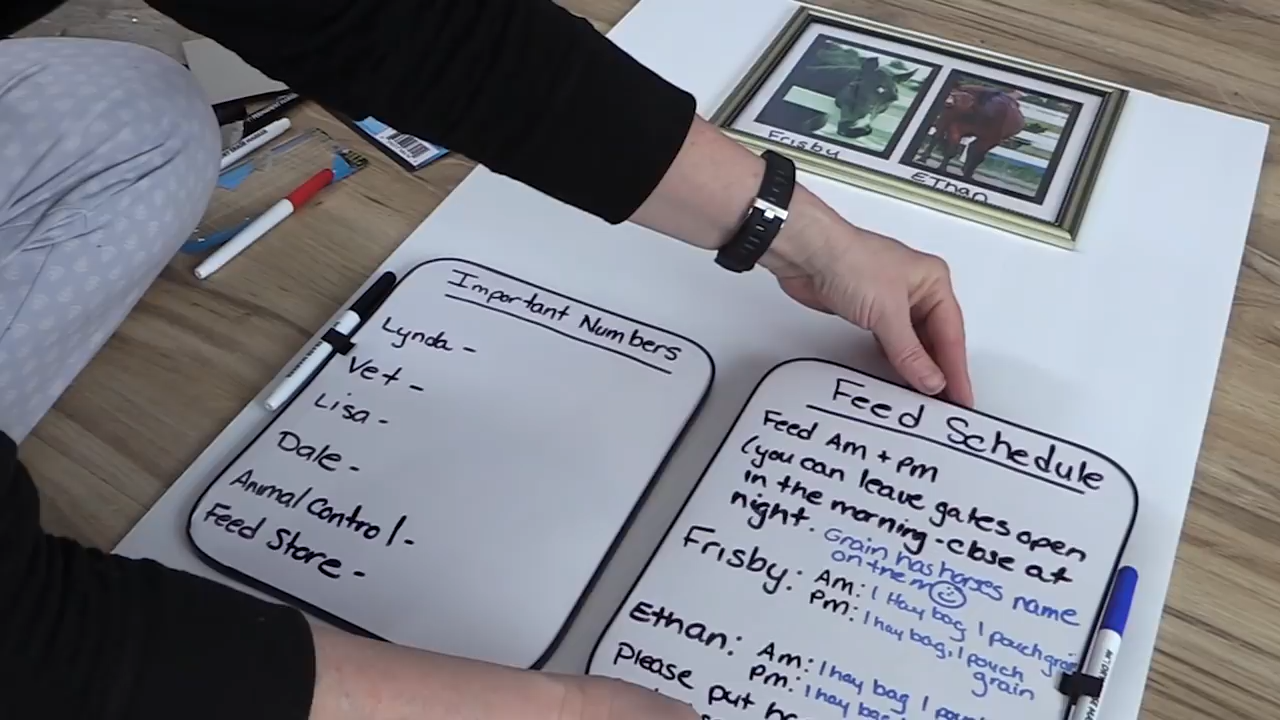 Frisby
EThan
Important Numbers
Lynda -
Vet -
Lisa -
Dale -
Animal Control -
Feed Store -
Feed Schedule
Feed Am + pm
(you can leave gates open
in the morning - close at
night.
Grain has horses name
on them
Frisby: Am: 1 Hay bag 1 pouch
pm: 1 hay bag, 1 pouch
grain
Ethan: Am: 1 hay bag 1
pm: 1 hay
Please put